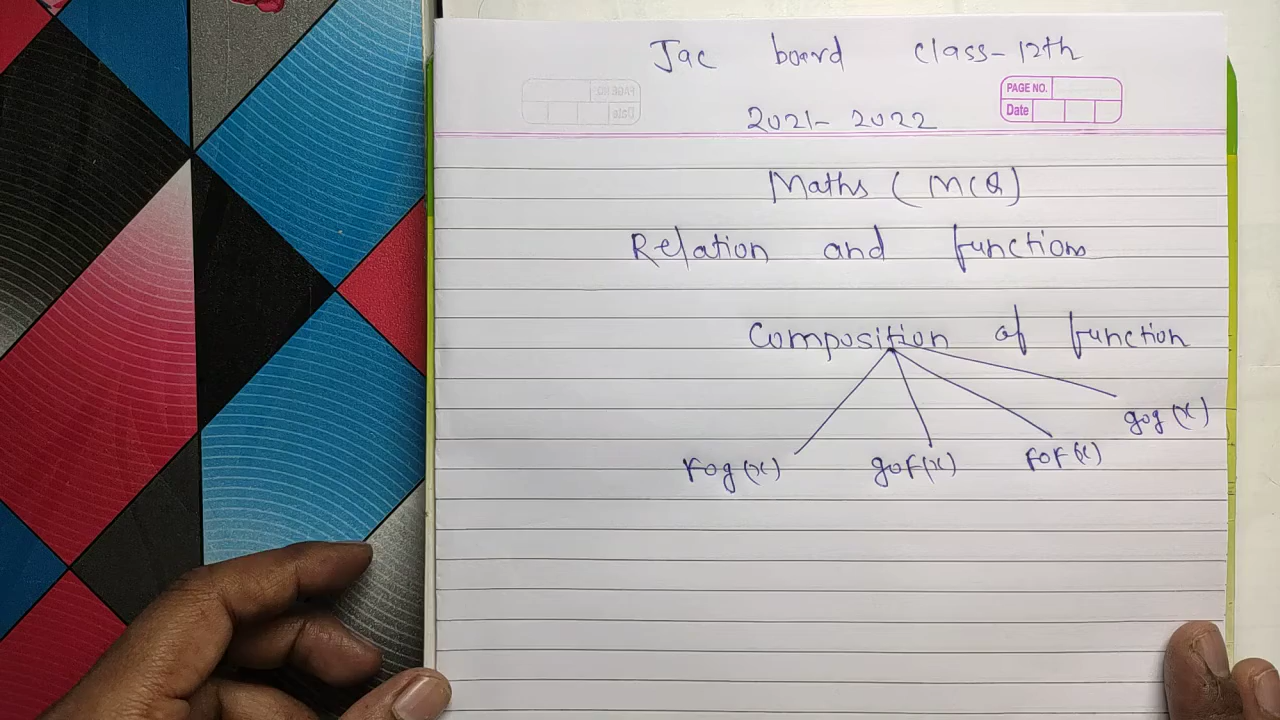 Jac board class-12th
PAGE NO.
Date
2021-2022
Maths (MCQ)
Relation and functions
Composition of function
fog(x) gof(x) fof(x) gog(x)